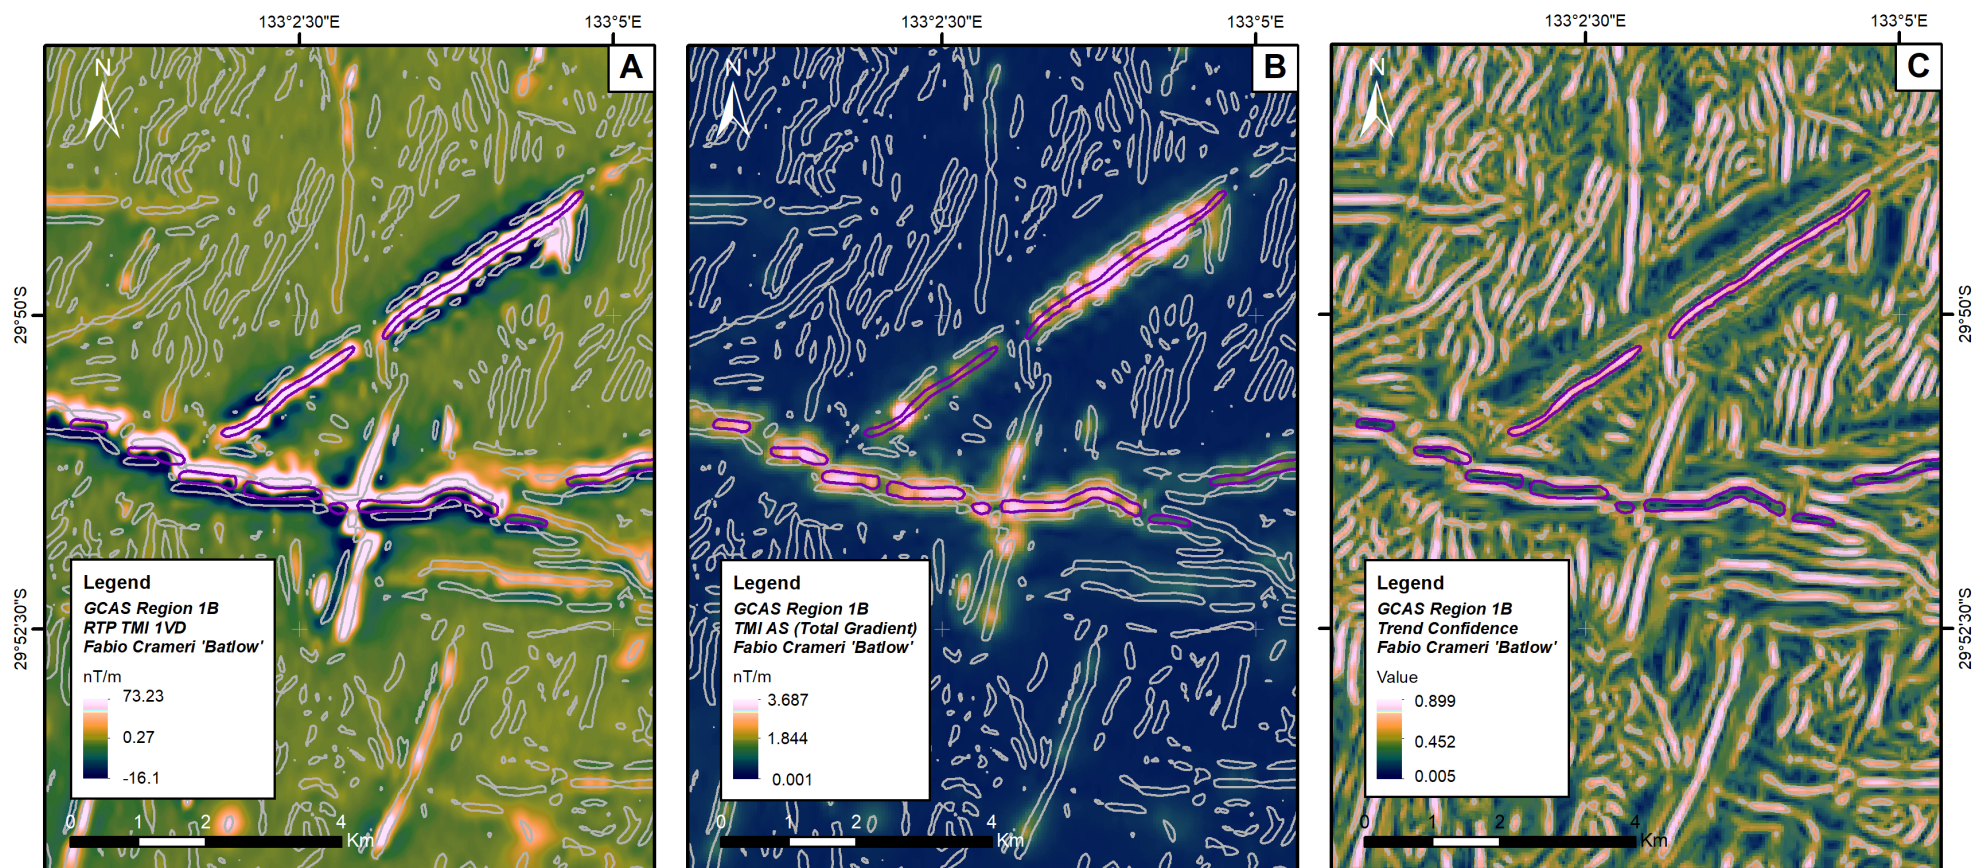 133°2'30"E 133°5'E 133°2'30"E 133°5'E 133°2'30"E 133°5'E
N A N B N C
29°50'S 29°50'S
29°52'30"S 29°52'30"S
Legend
GCAS Region 1B
RTP TMI 1VD
Fabio Crameri 'Batlow'
nT/m
73.23
0.27
-16.1
0 1 2 4
Km
Legend
GCAS Region 1B
TMI AS (Total Gradient)
Fabio Crameri 'Batlow'
nT/m
3.687
1.844
0.001
0 1 2 4
Km
Legend
GCAS Region 1B
Trend Confidence
Fabio Crameri 'Batlow'
Value
0.899
0.452
0.005
0 1 2 4
Km